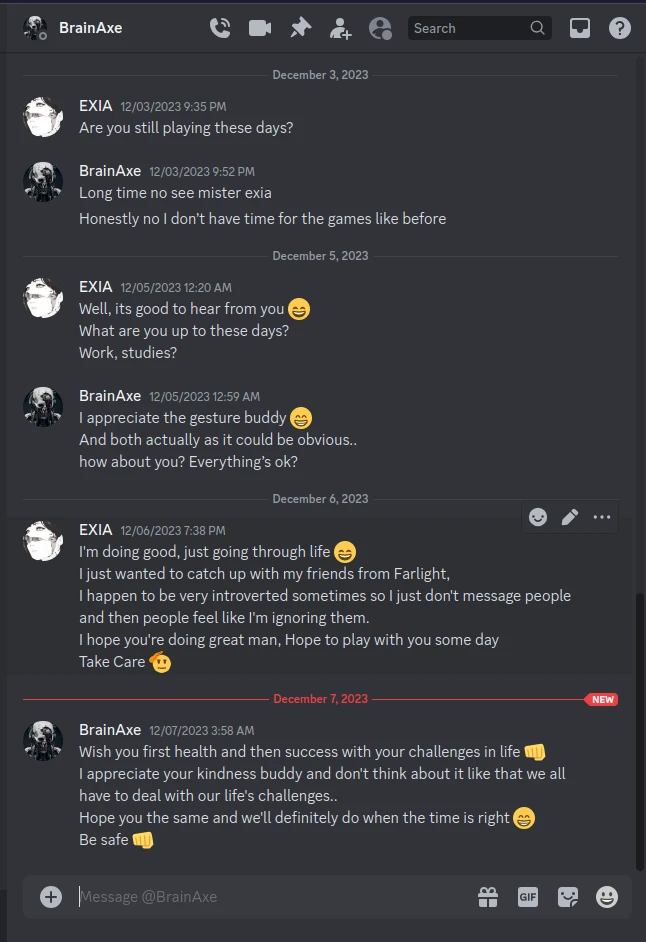 BrainAxe
Search
December 3, 2023
EXIA 12/03/2023 9:35 PM
Are you still playing these days?
BrainAxe 12/03/2023 9:52 PM
Long time no see mister exia
Honestly no I don't have time for the games like before
December 5, 2023
EXIA 12/05/2023 12:20 AM
Well, its good to hear from you 😄
What are you up to these days?
Work, studies?
BrainAxe 12/05/2023 12:59 AM
I appreciate the gesture buddy 😄
And both actually as it could be obvious..
how about you? Everything's ok?
December 6, 2023
EXIA 12/06/2023 7:38 PM
I'm doing good, just going through life 😄
I just wanted to catch up with my friends from Farlight,
I happen to be very introverted sometimes so I just don't message people
and then people feel like I'm ignoring them.
I hope you're doing great man, Hope to play with you some day
Take Care 🫡
December 7, 2023 NEW
BrainAxe 12/07/2023 3:58 AM
Wish you first health and then success with your challenges in life 👊
I appreciate your kindness buddy and don't think about it like that we all
have to deal with our life's challenges..
Hope you the same and we'll definitely do when the time is right 😄
Be safe 👊
Message @BrainAxe
GIF